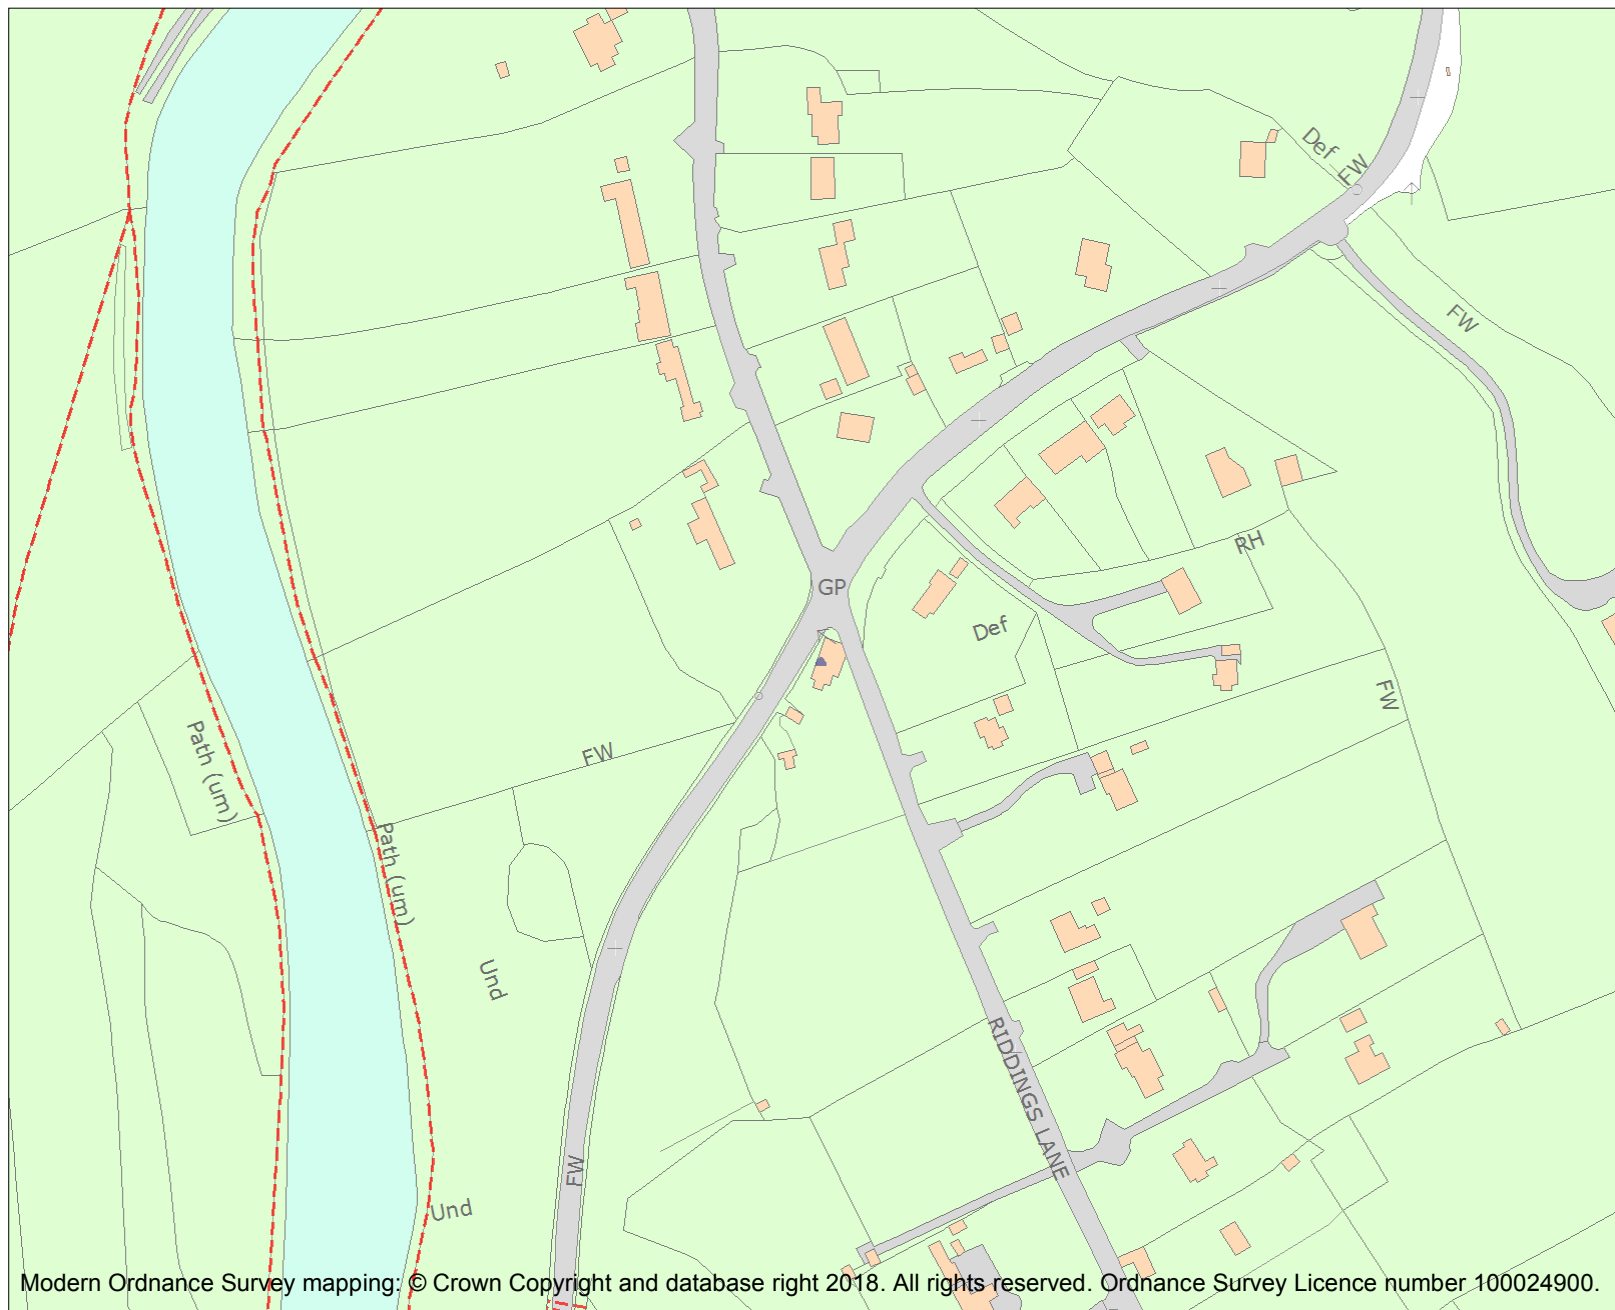 Def
FW
FW
GP
RH
Def
FW
Path (um)
FW
Path (um)
Und
RIDDINGS LANE
FW
Und
Modern Ordnance Survey mapping: © Crown Copyright and database right 2018. All rights reserved. Ordnance Survey Licence number 100024900.